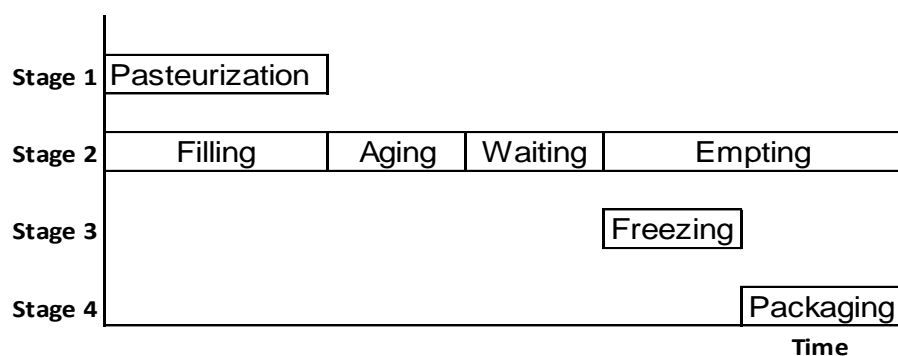 Stage 1 Pasteurization
Stage 2 Filling Aging Waiting Empting
Stage 3 Freezing
Stage 4 Packaging
Time